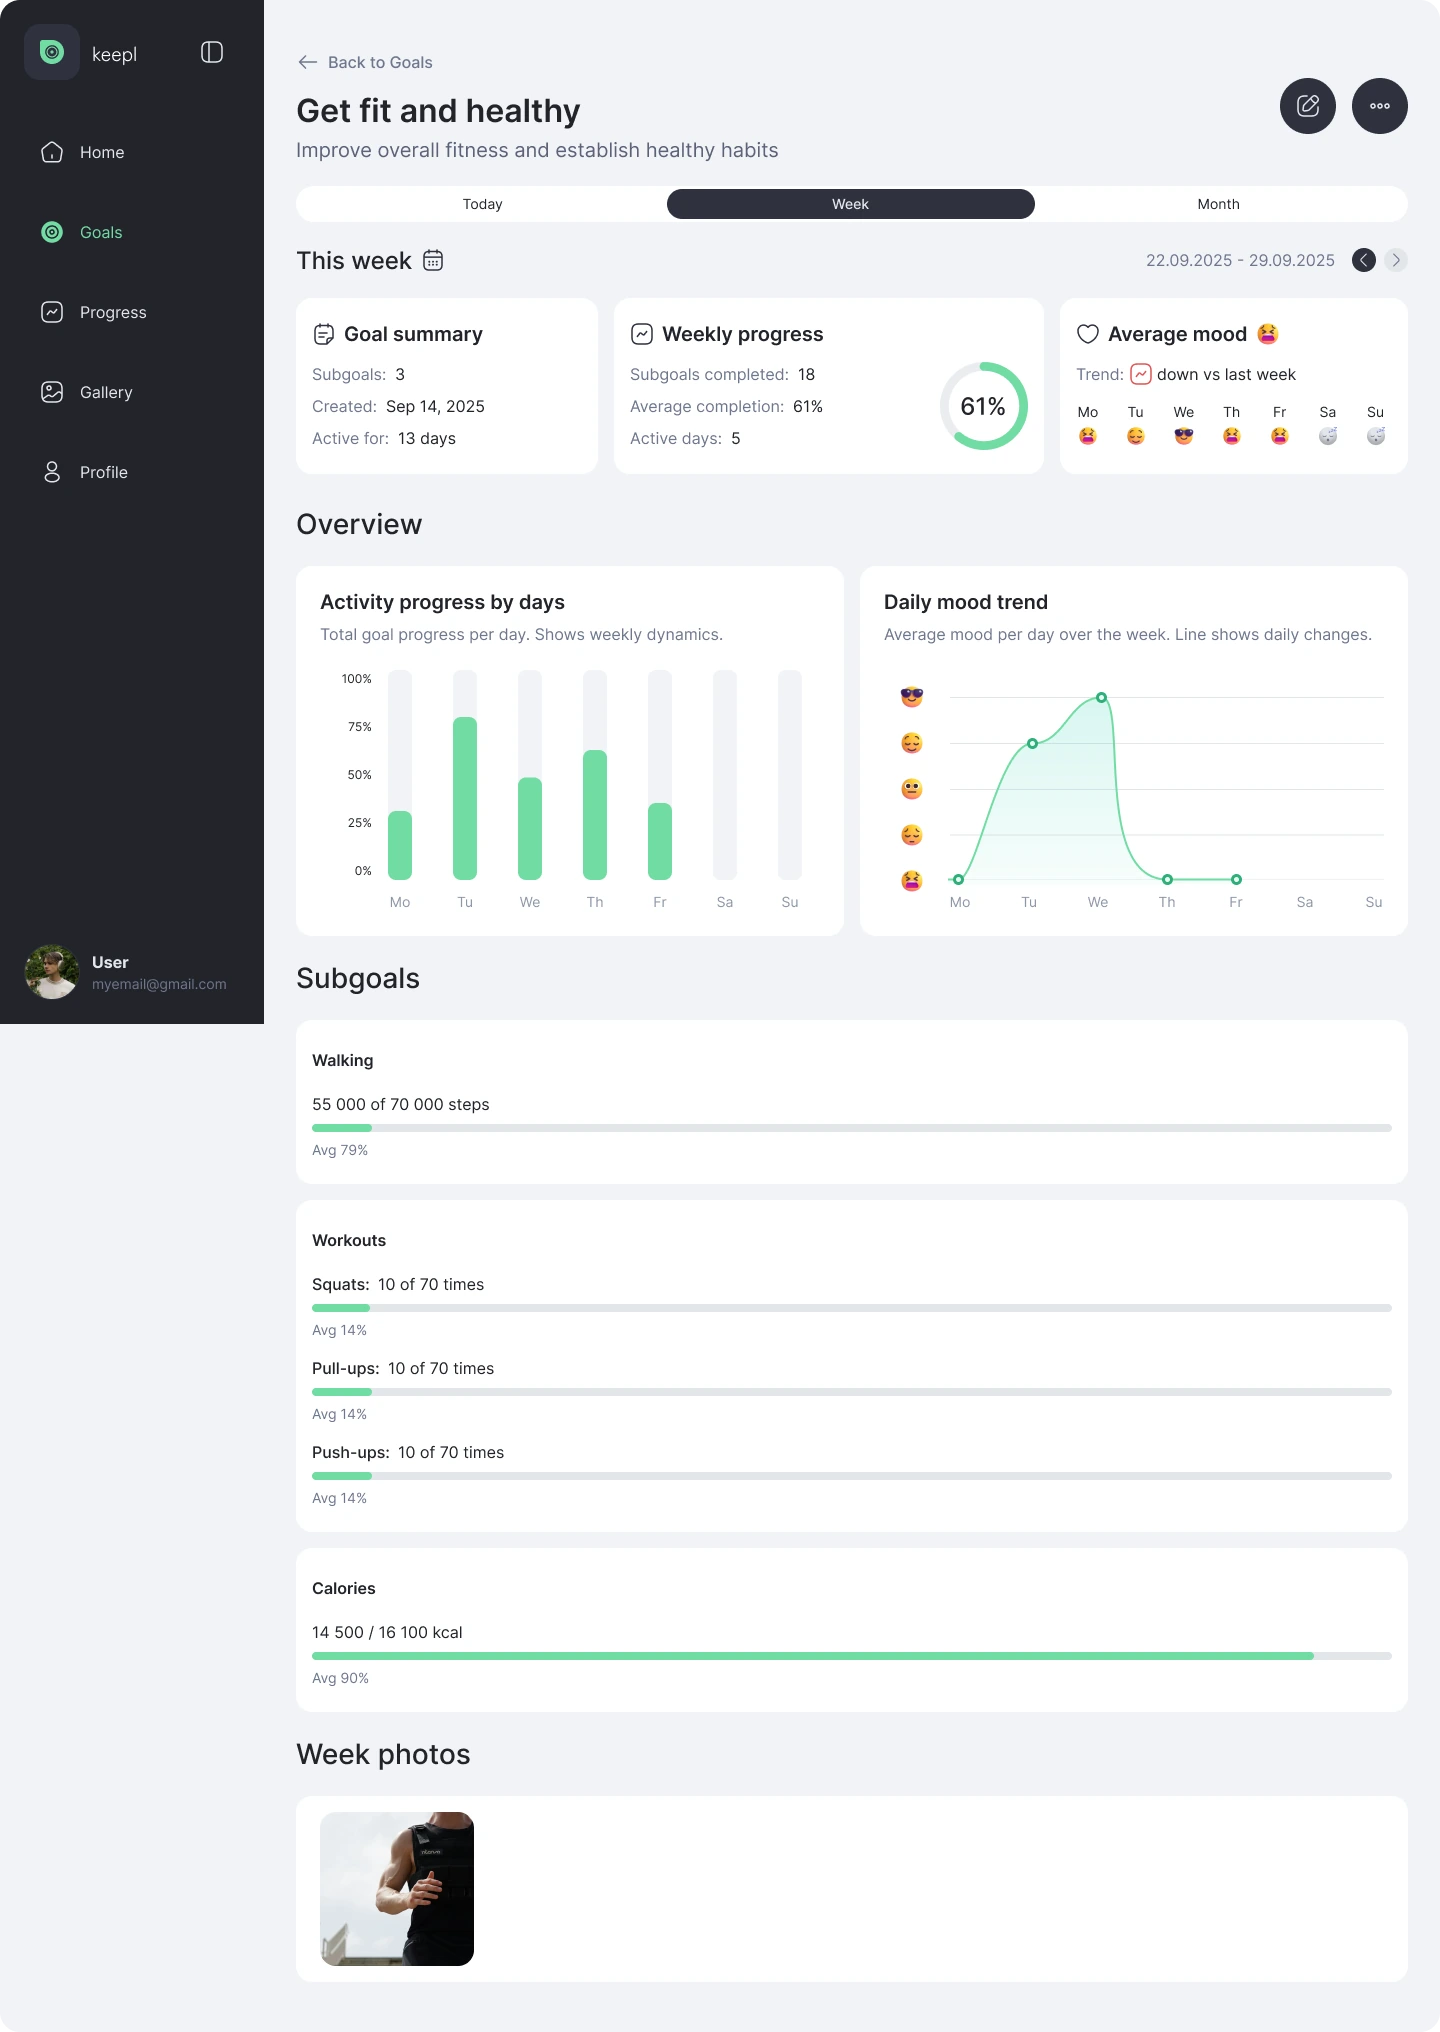 keepl
Home
Goals
Progress
Gallery
Profile
User
myemail@gmail.com
Back to Goals
Get fit and healthy
Improve overall fitness and establish healthy habits
Today
Week
Month
This week
22.09.2025 - 29.09.2025
Goal summary
Subgoals: 3
Created: Sep 14, 2025
Active for: 13 days
Weekly progress
Subgoals completed: 18
Average completion: 61%
Active days: 5
61%
Average mood
Trend: down vs last week
Mo Tu We Th Fr Sa Su
Overview
Activity progress by days
Total goal progress per day. Shows weekly dynamics.
100%
75%
50%
25%
0%
Mo Tu We Th Fr Sa Su
Daily mood trend
Average mood per day over the week. Line shows daily changes.
Mo Tu We Th Fr Sa Su
Subgoals
Walking
55 000 of 70 000 steps
Avg 79%
Workouts
Squats: 10 of 70 times
Avg 14%
Pull-ups: 10 of 70 times
Avg 14%
Push-ups: 10 of 70 times
Avg 14%
Calories
14 500 / 16 100 kcal
Avg 90%
Week photos